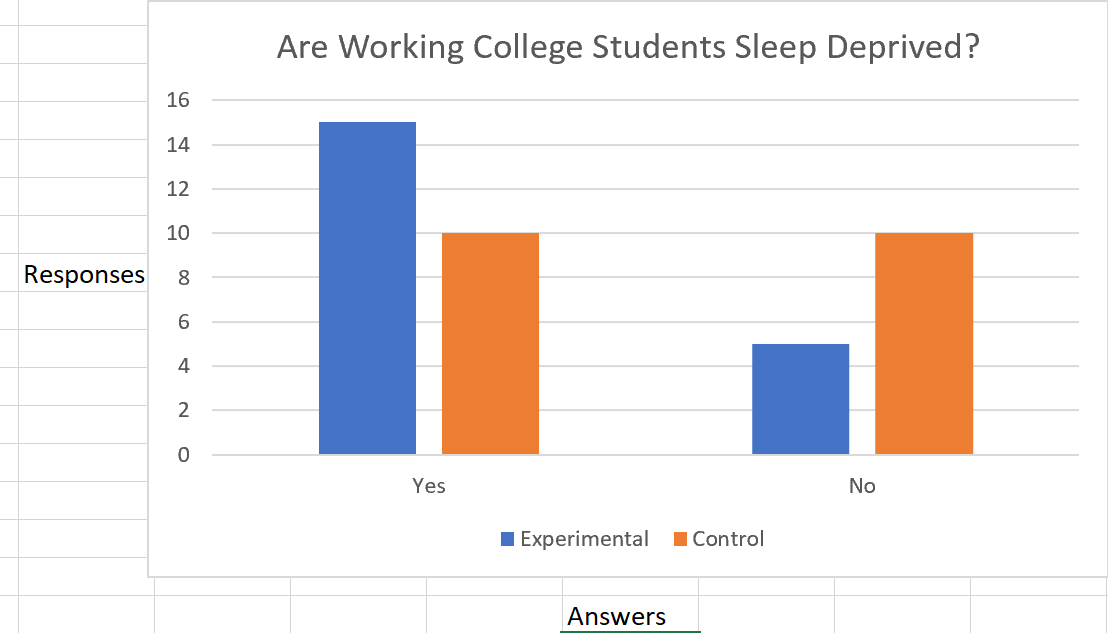 Are Working College Students Sleep Deprived?
16
14
12
10
8
6
4
2
0
Responses
Yes No
Experimental Control
Answers